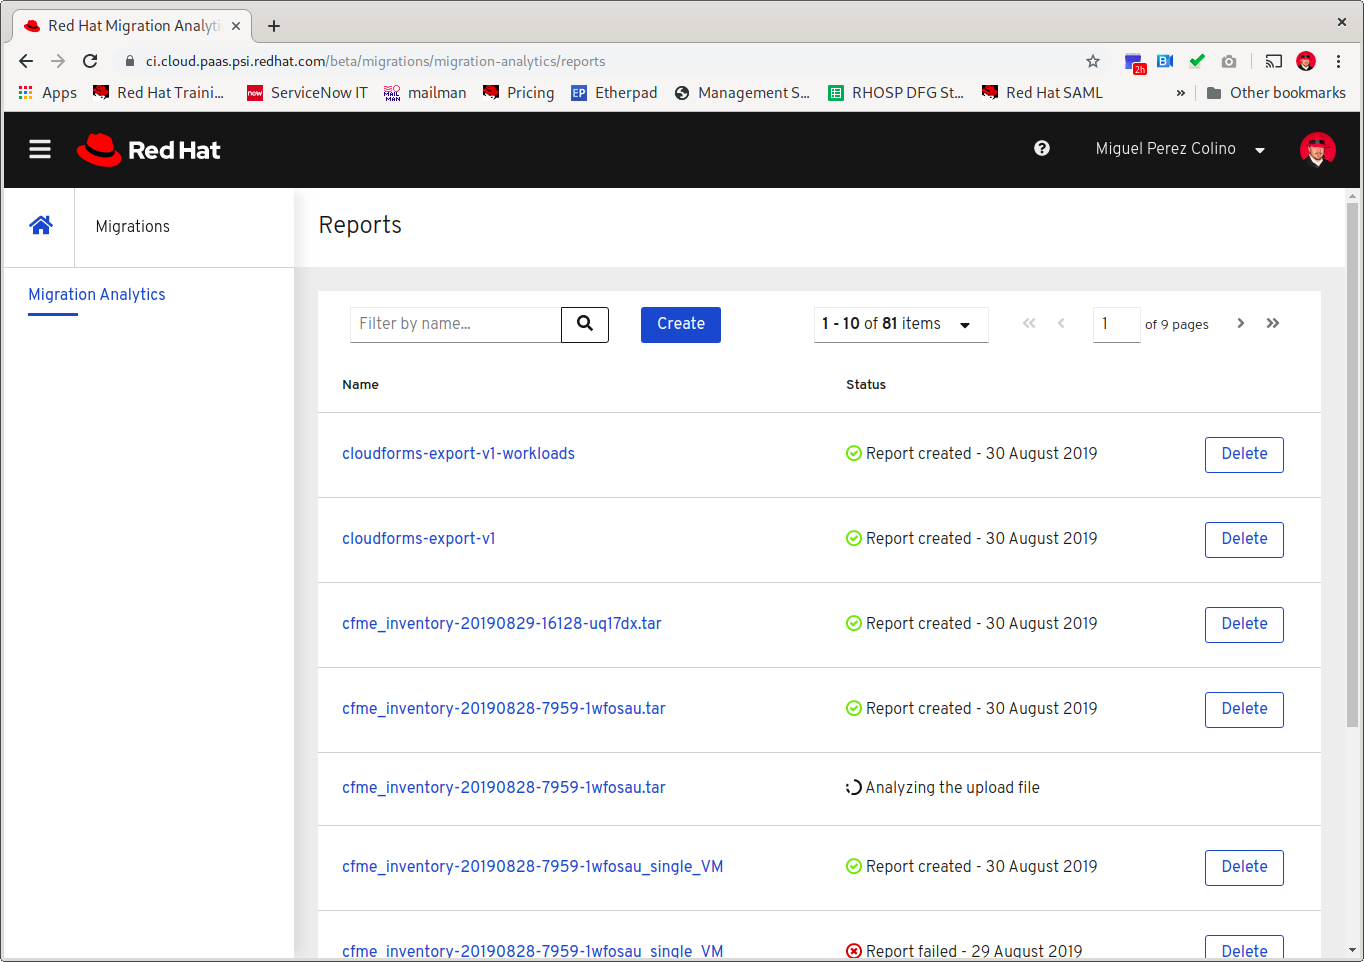 Red Hat Migration Analyti
ci.cloud.paas.psi.redhat.com/beta/migrations/migration-analytics/reports
2h
Apps
Red Hat Traini...
now
ServiceNow IT
MAIL MAN
mailman
Pricing
EP
Etherpad
Management S...
RHOSP DFG St...
Red Hat SAML
»
Other bookmarks
Red Hat
Miguel Perez Colino
Migrations
Reports
Migration Analytics
Filter by name...
Create
1 - 10 of 81 items
1
of 9 pages
Name
Status
cloudforms-export-v1-workloads
Report created - 30 August 2019
Delete
cloudforms-export-v1
Report created - 30 August 2019
Delete
cfme_inventory-20190829-16128-uq17dx.tar
Report created - 30 August 2019
Delete
cfme_inventory-20190828-7959-1wfosau.tar
Report created - 30 August 2019
Delete
cfme_inventory-20190828-7959-1wfosau.tar
Analyzing the upload file
cfme_inventory-20190828-7959-1wfosau_single_VM
Report created - 30 August 2019
Delete
cfme_inventory-20190828-7959-1wfosau_single_VM
Report failed - 29 August 2019
Delete